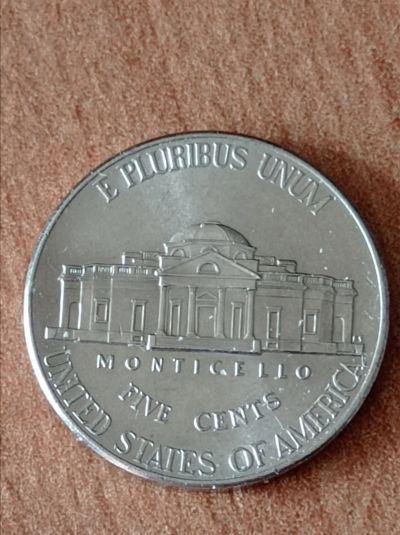 E PLURIBUS UNUM
MONTICELLO
FIVE CENTS
UNITED STATES OF AMERICA